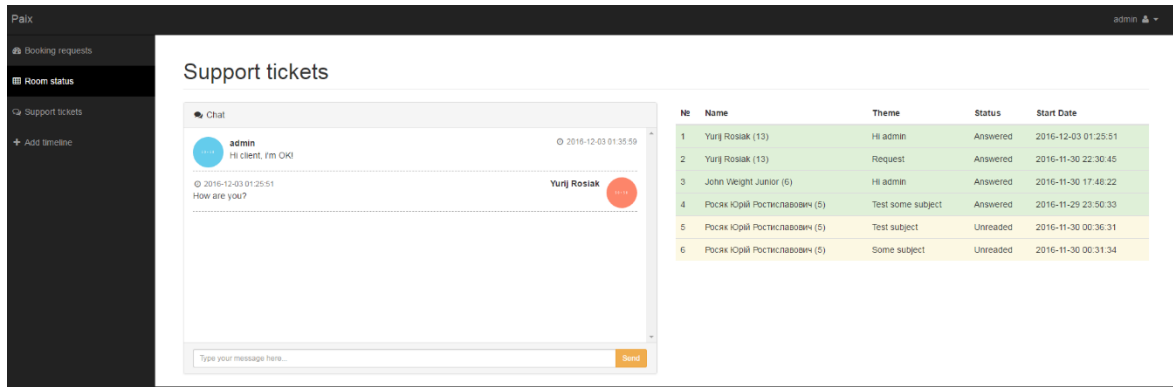 Palx
admin
Booking requests
Room status
Support tickets
Add timeline
Support tickets
Chat
admin
2016-12-03 01:35:59
Hi client, i'm OK!
2016-12-03 01:25:51
Yurij Rosiak
How are you?
Type your message here...
Send
№ Name Theme Status Start Date
1 Yurij Rosiak (13) Hi admin Answered 2016-12-03 01:25:51
2 Yurij Rosiak (13) Request Answered 2016-11-30 22:30:45
3 John Weight Junior (6) Hi admin Answered 2016-11-30 17:48:22
4 Росяк Юрій Ростиславович (5) Test some subject Answered 2016-11-29 23:50:33
5 Росяк Юрій Ростиславович (5) Test subject Unreaded 2016-11-30 00:36:31
6 Росяк Юрій Ростиславович (5) Some subject Unreaded 2016-11-30 00:31:34